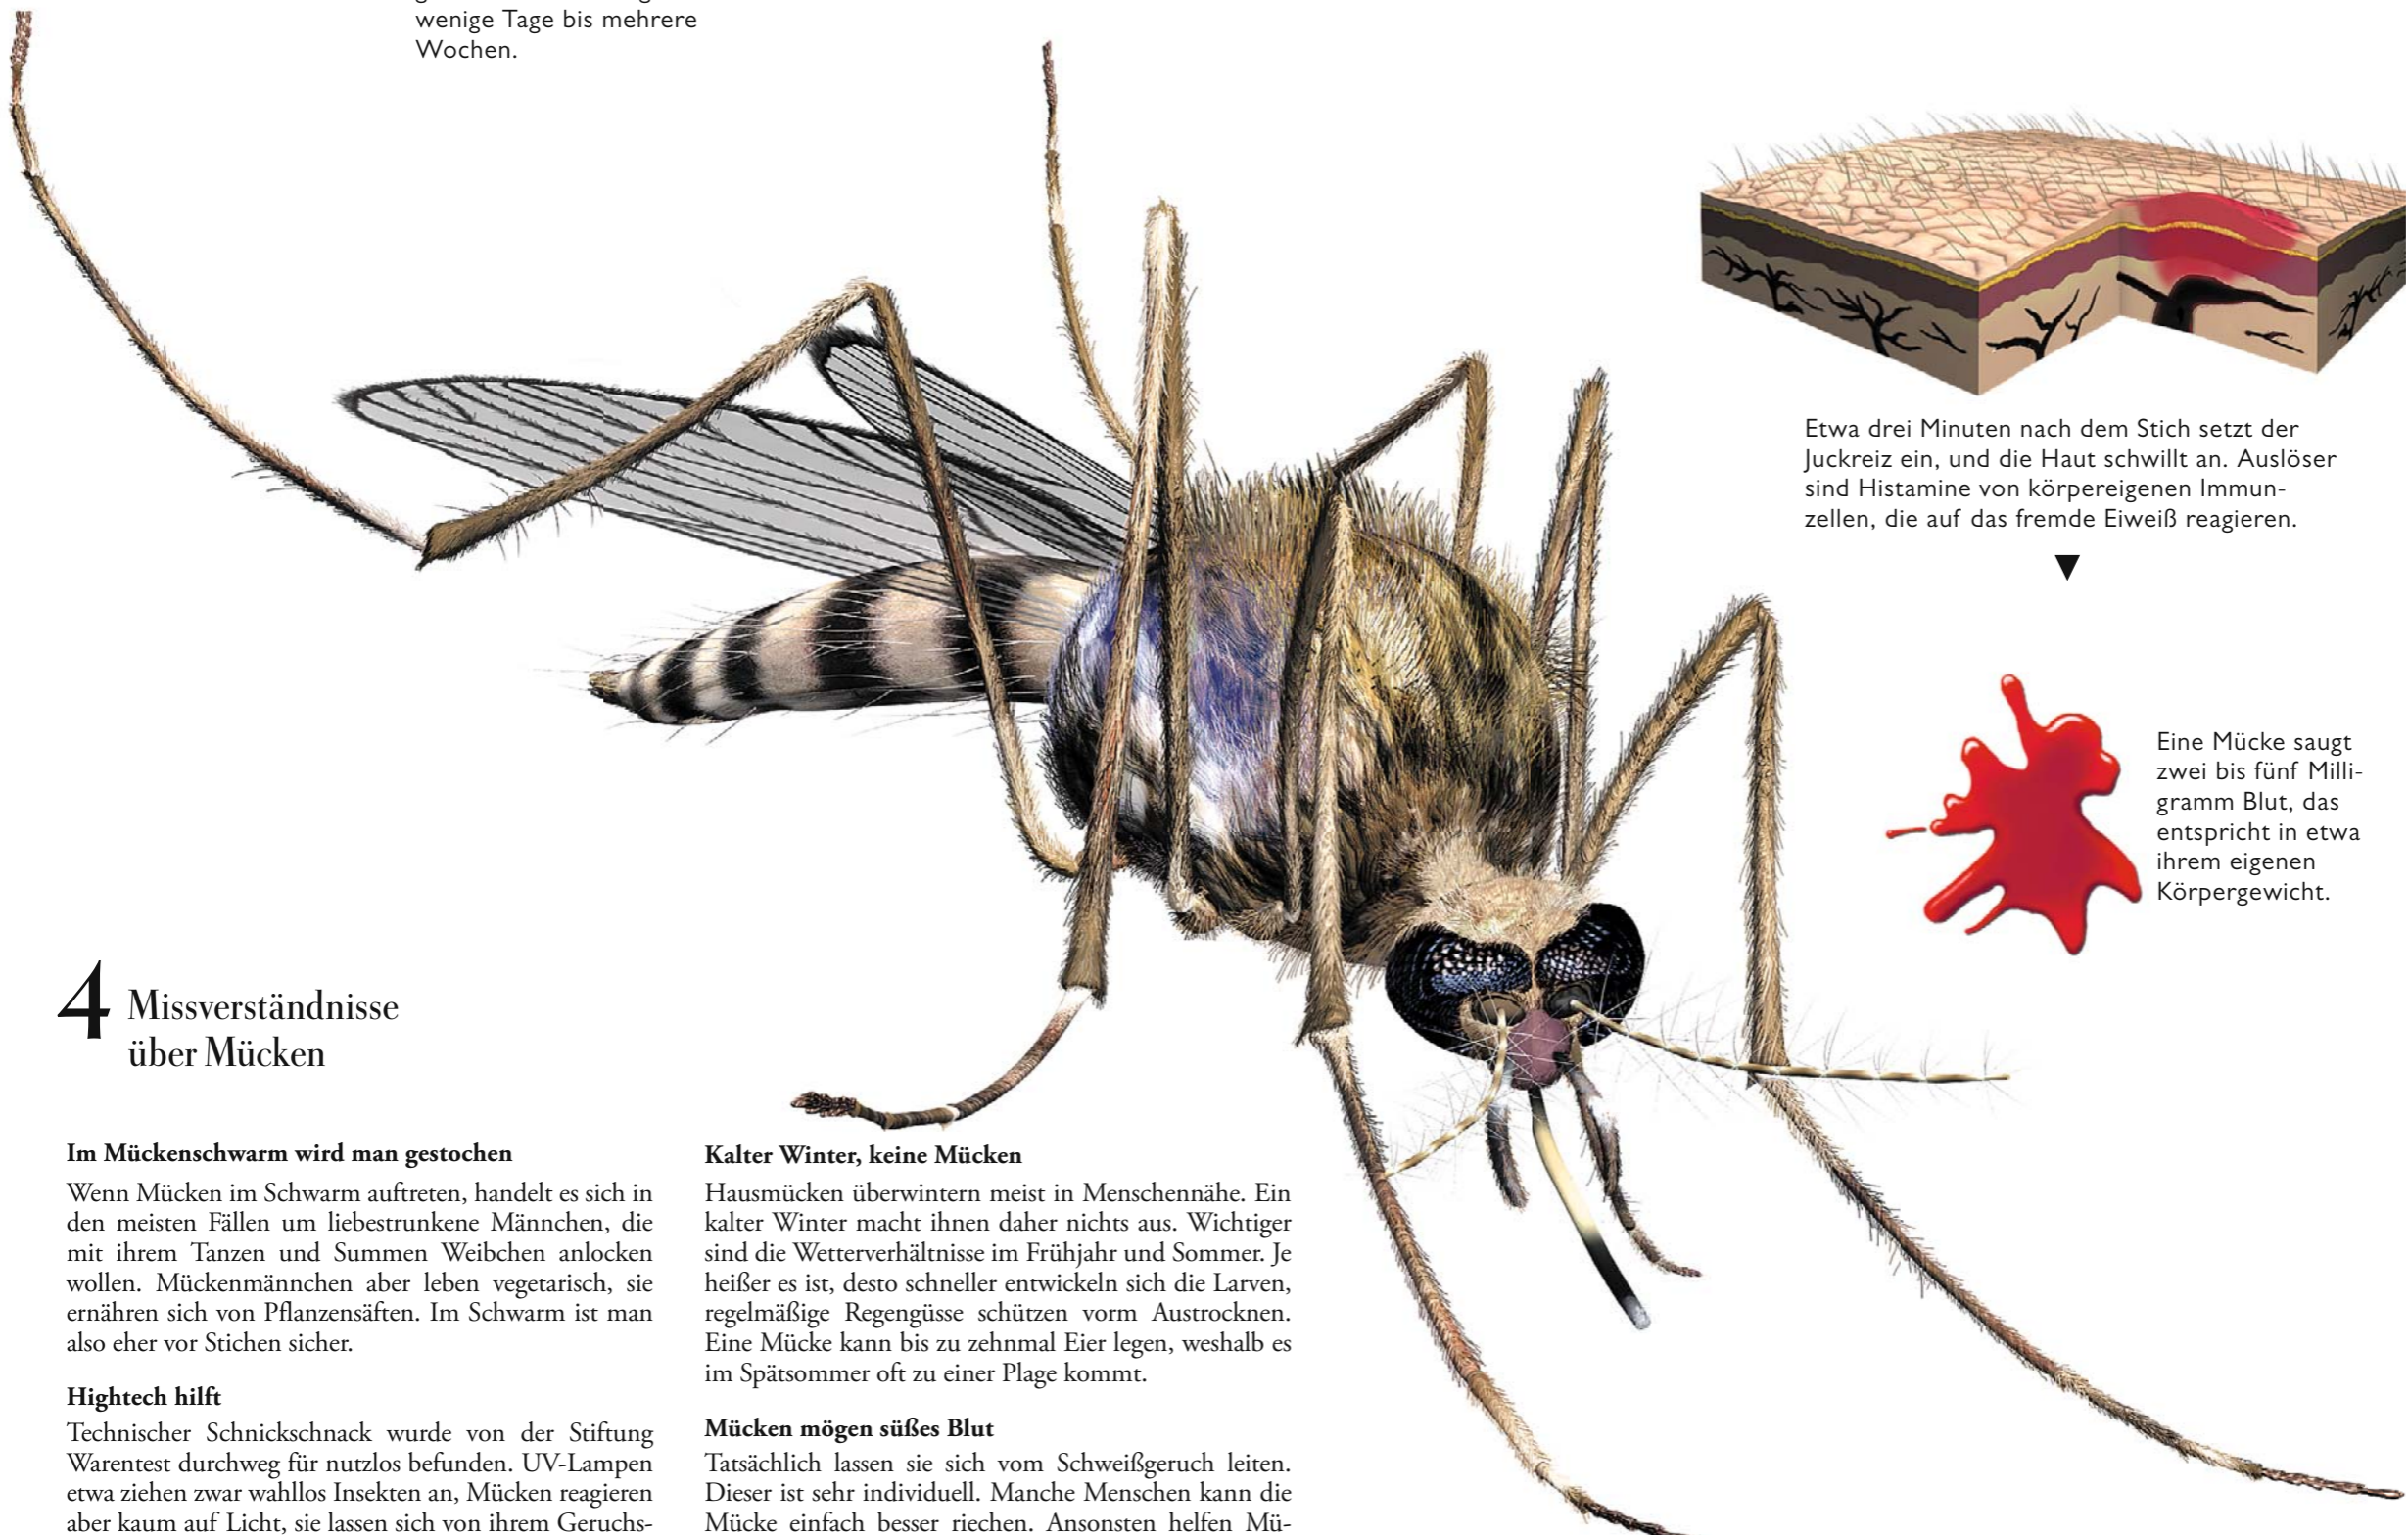 wenige Tage bis mehrere
Wochen.
Etwa drei Minuten nach dem Stich setzt der
Juckreiz ein, und die Haut schwillt an. Auslöser
sind Histamine von körpereigenen Immun-
zellen, die auf das fremde Eiweiß reagieren.
Eine Mücke saugt
zwei bis fünf Milli-
gramm Blut, das
entspricht in etwa
ihrem eigenen
Körpergewicht.
4 Missverständnisse
über Mücken
Im Mückenschwarm wird man gestochen
Wenn Mücken im Schwarm auftreten, handelt es sich in
den meisten Fällen um liebestrunkene Männchen, die
mit ihrem Tanzen und Summen Weibchen anlocken
wollen. Mückenmännchen aber leben vegetarisch, sie
ernähren sich von Pflanzensäften. Im Schwarm ist man
also eher vor Stichen sicher.
Hightech hilft
Technischer Schnickschnack wurde von der Stiftung
Warentest durchweg für nutzlos befunden. UV-Lampen
etwa ziehen zwar wahllos Insekten an, Mücken reagieren
aber kaum auf Licht, sie lassen sich von ihrem Geruchs-
Kalter Winter, keine Mücken
Hausmücken überwintern meist in Menschennähe. Ein
kalter Winter macht ihnen daher nichts aus. Wichtiger
sind die Wetterverhältnisse im Frühjahr und Sommer. Je
heißer es ist, desto schneller entwickeln sich die Larven,
regelmäßige Regengüsse schützen vorm Austrocknen.
Eine Mücke kann bis zu zehnmal Eier legen, weshalb es
im Spätsommer oft zu einer Plage kommt.
Mücken mögen süßes Blut
Tatsächlich lassen sie sich vom Schweißgeruch leiten.
Dieser ist sehr individuell. Manche Menschen kann die
Mücke einfach besser riechen. Ansonsten helfen Mü-